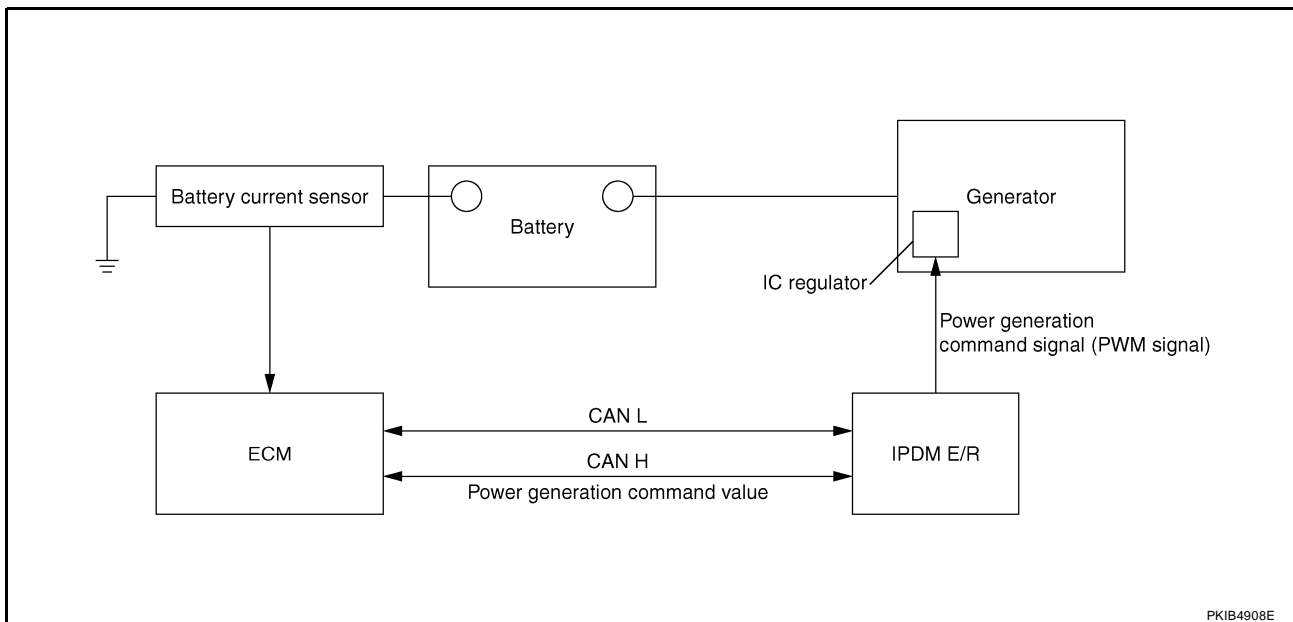 Battery current sensor
Battery
Generator
IC regulator
Power generation
command signal (PWM signal)
ECM
CAN L
CAN H
Power generation command value
IPDM E/R
PKIB4908E